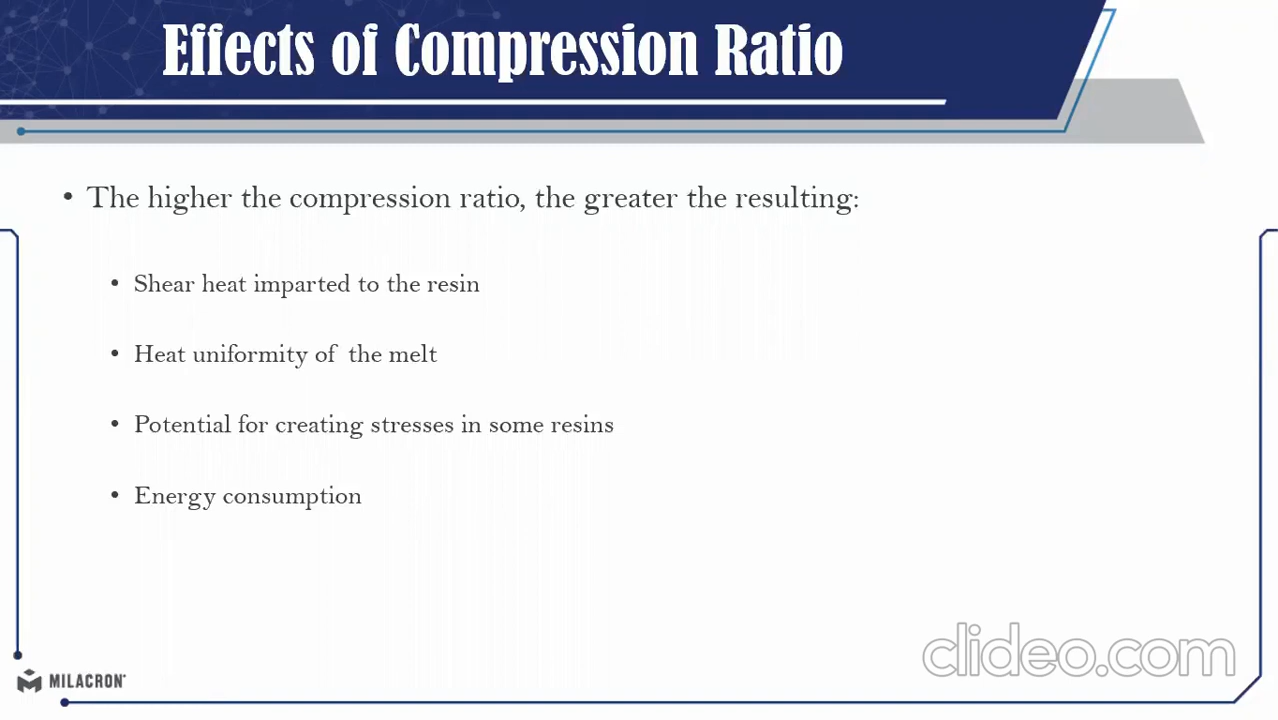 Effects of Compression Ratio
• The higher the compression ratio, the greater the resulting:
• Shear heat imparted to the resin
• Heat uniformity of the melt
• Potential for creating stresses in some resins
• Energy consumption
clideo.com
MILACRON